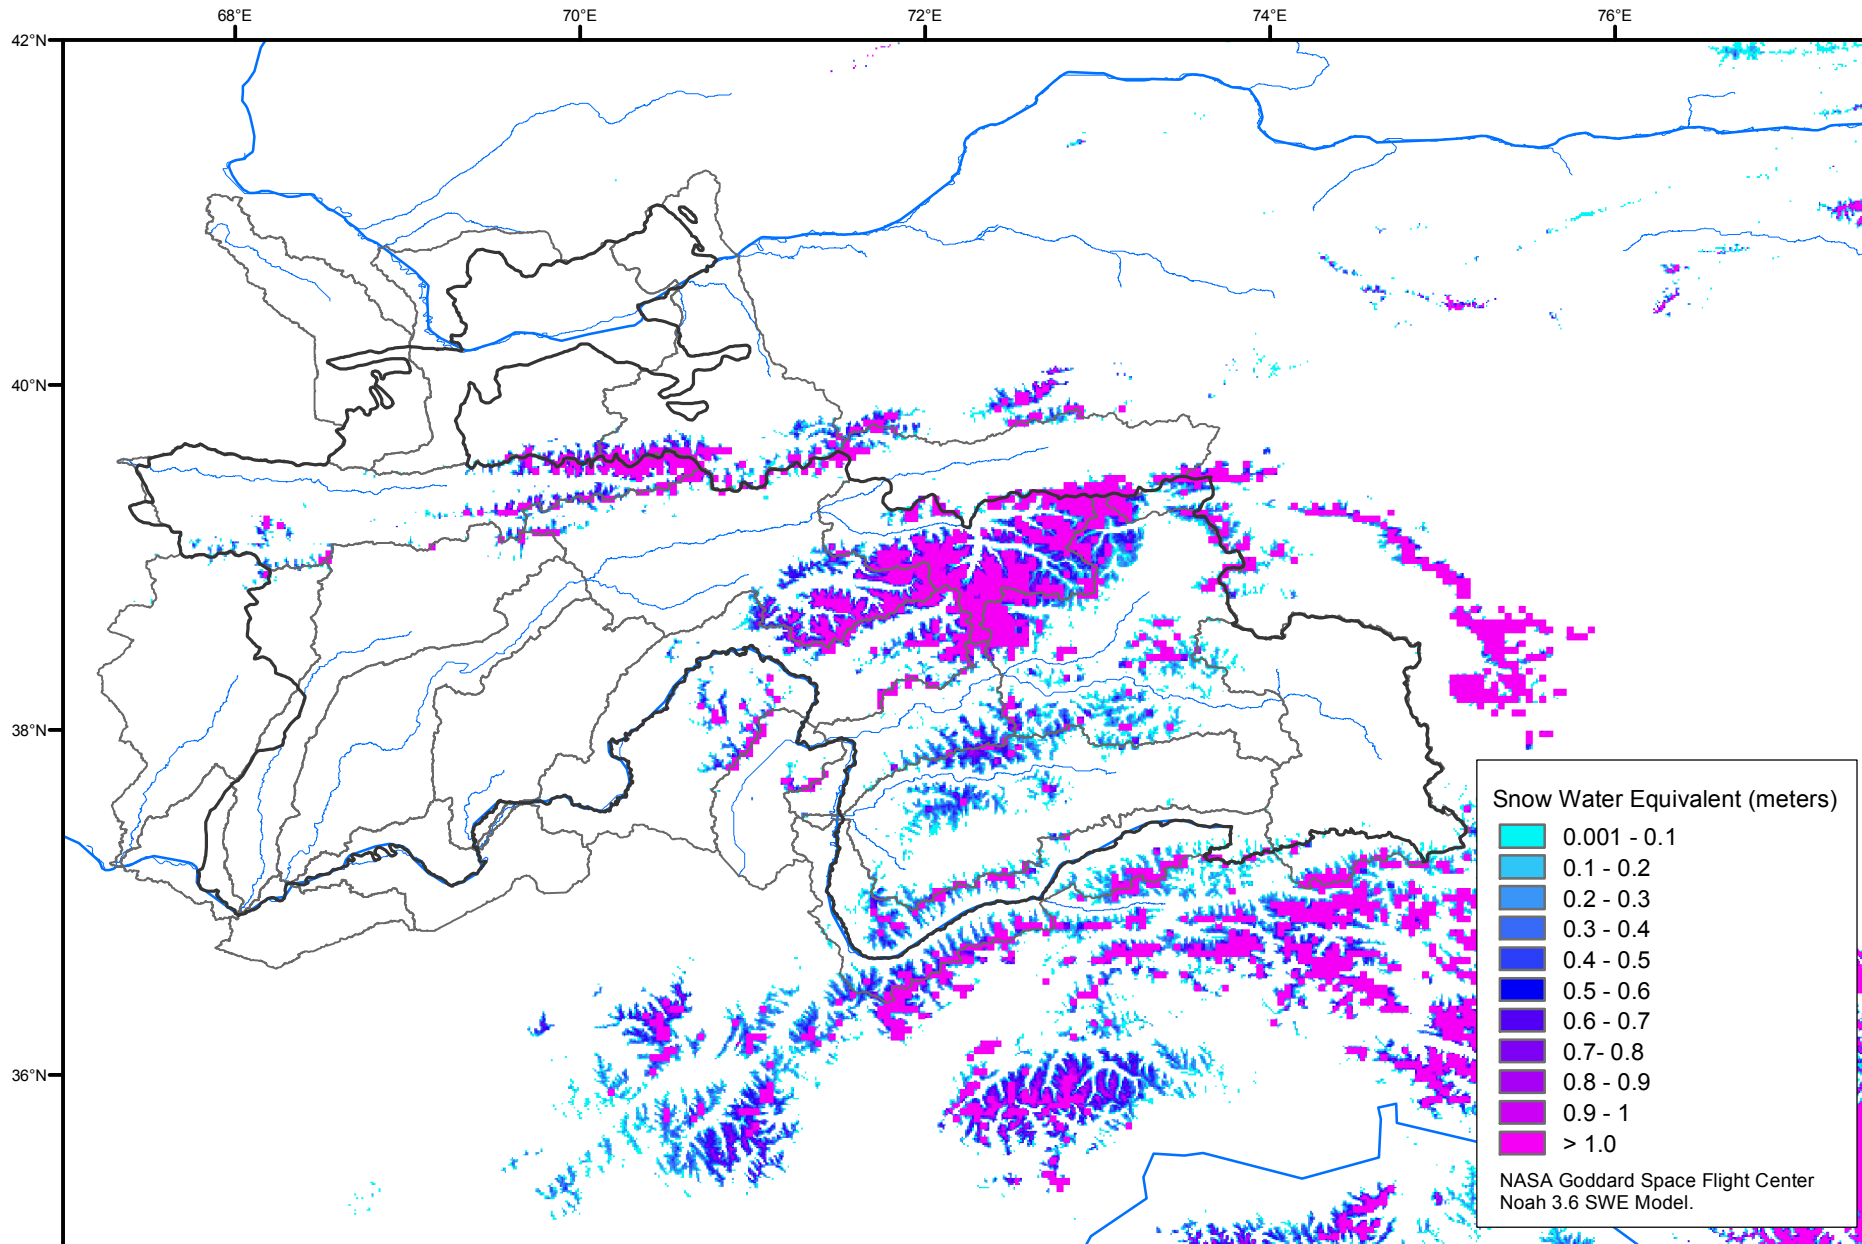 68°E 70°E 72°E 74°E 76°E
42°N
40°N
38°N
36°N
Snow Water Equivalent (meters)
0.001 - 0.1
0.1 - 0.2
0.2 - 0.3
0.3 - 0.4
0.4 - 0.5
0.5 - 0.6
0.6 - 0.7
0.7- 0.8
0.8 - 0.9
0.9 - 1
> 1.0
NASA Goddard Space Flight Center
Noah 3.6 SWE Model.